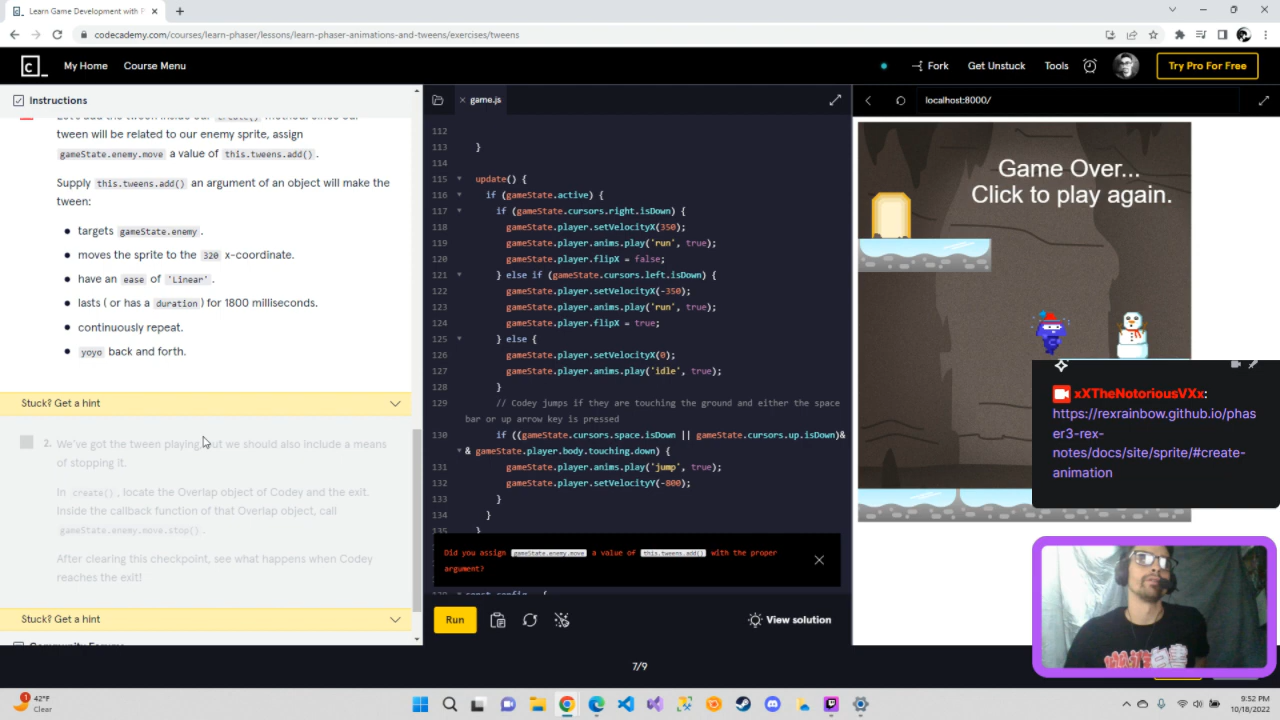 Learn Game Development with P
codecademy.com/courses/learn-phaser/lessons/learn-phaser-animations-and-tweens/exercises/tweens
My Home
Course Menu
Fork
Get Unstuck
Tools
Try Pro For Free
Instructions
game.js
localhost:8000/
Let's add the tween inside our create() method. Since our
tween will be related to our enemy sprite, assign
gameState.enemy.move a value of this.tweens.add().
Supply this.tweens.add() an argument of an object will make the
tween:
targets gameState.enemy.
moves the sprite to the 320 x-coordinate.
have an ease of 'Linear'.
lasts ( or has a duration) for 1800 milliseconds.
continuously repeat.
yoyo back and forth.
Stuck? Get a hint
2. We've got the tween playing, but we should also include a means
of stopping it.
In create(), locate the Overlap object of Codey and the exit.
Inside the callback function of that Overlap object, call
gameState.enemy.move.stop().
After clearing this checkpoint, see what happens when Codey
reaches the exit!
Stuck? Get a hint
112
113 }
114
115 update() {
116 if (gameState.active) {
117 if (gameState.cursors.right.isDown) {
118 gameState.player.setVelocityX(350);
119 gameState.player.anims.play('run', true);
120 gameState.player.flipX = false;
121 } else if (gameState.cursors.left.isDown) {
122 gameState.player.setVelocityX(-350);
123 gameState.player.anims.play('run', true);
124 gameState.player.flipX = true;
125 } else {
126 gameState.player.setVelocityX(0);
127 gameState.player.anims.play('idle', true);
128 }
129 // Codey jumps if they are touching the ground and either the space
bar or up arrow key is pressed
130 if ((gameState.cursors.space.isDown || gameState.cursors.up.isDown)&
& gameState.player.body.touching.down) {
131 gameState.player.anims.play('jump', true);
132 gameState.player.setVelocityY(-800);
133 }
134 }
135 }
Did you assign gameState.enemy.move a value of this.tweens.add() with the proper
argument?
const config = {
Run
View solution
7/9
Game Over...
Click to play again.
xXTheNotoriousVXx:
https://rexrainbow.github.io/phas
er3-rex-
notes/docs/site/sprite/#create-
animation
1
42°F
Clear
9:52 PM
10/18/2022